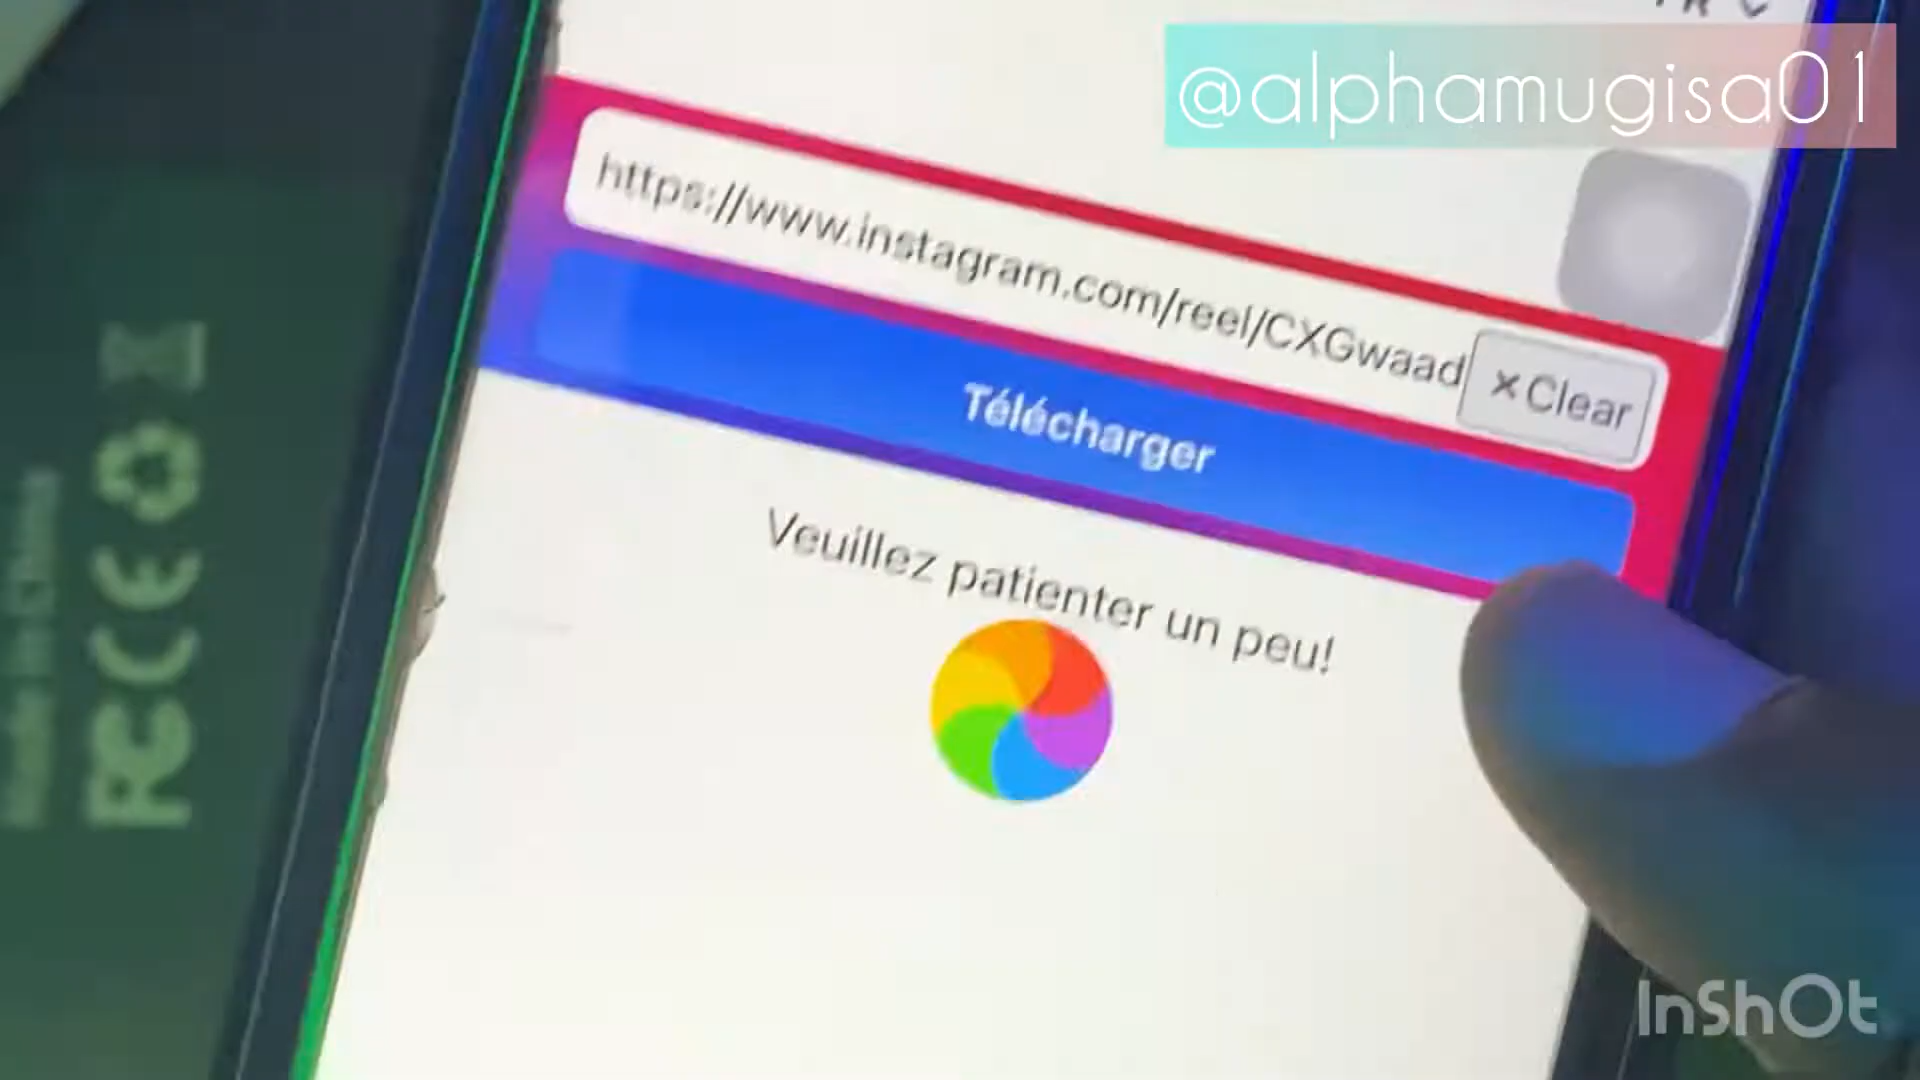 @alphamugisa01
https://www.instagram.com/reel/CXGwaad
×Clear
Télécharger
Veuillez patienter un peu!
InShOt